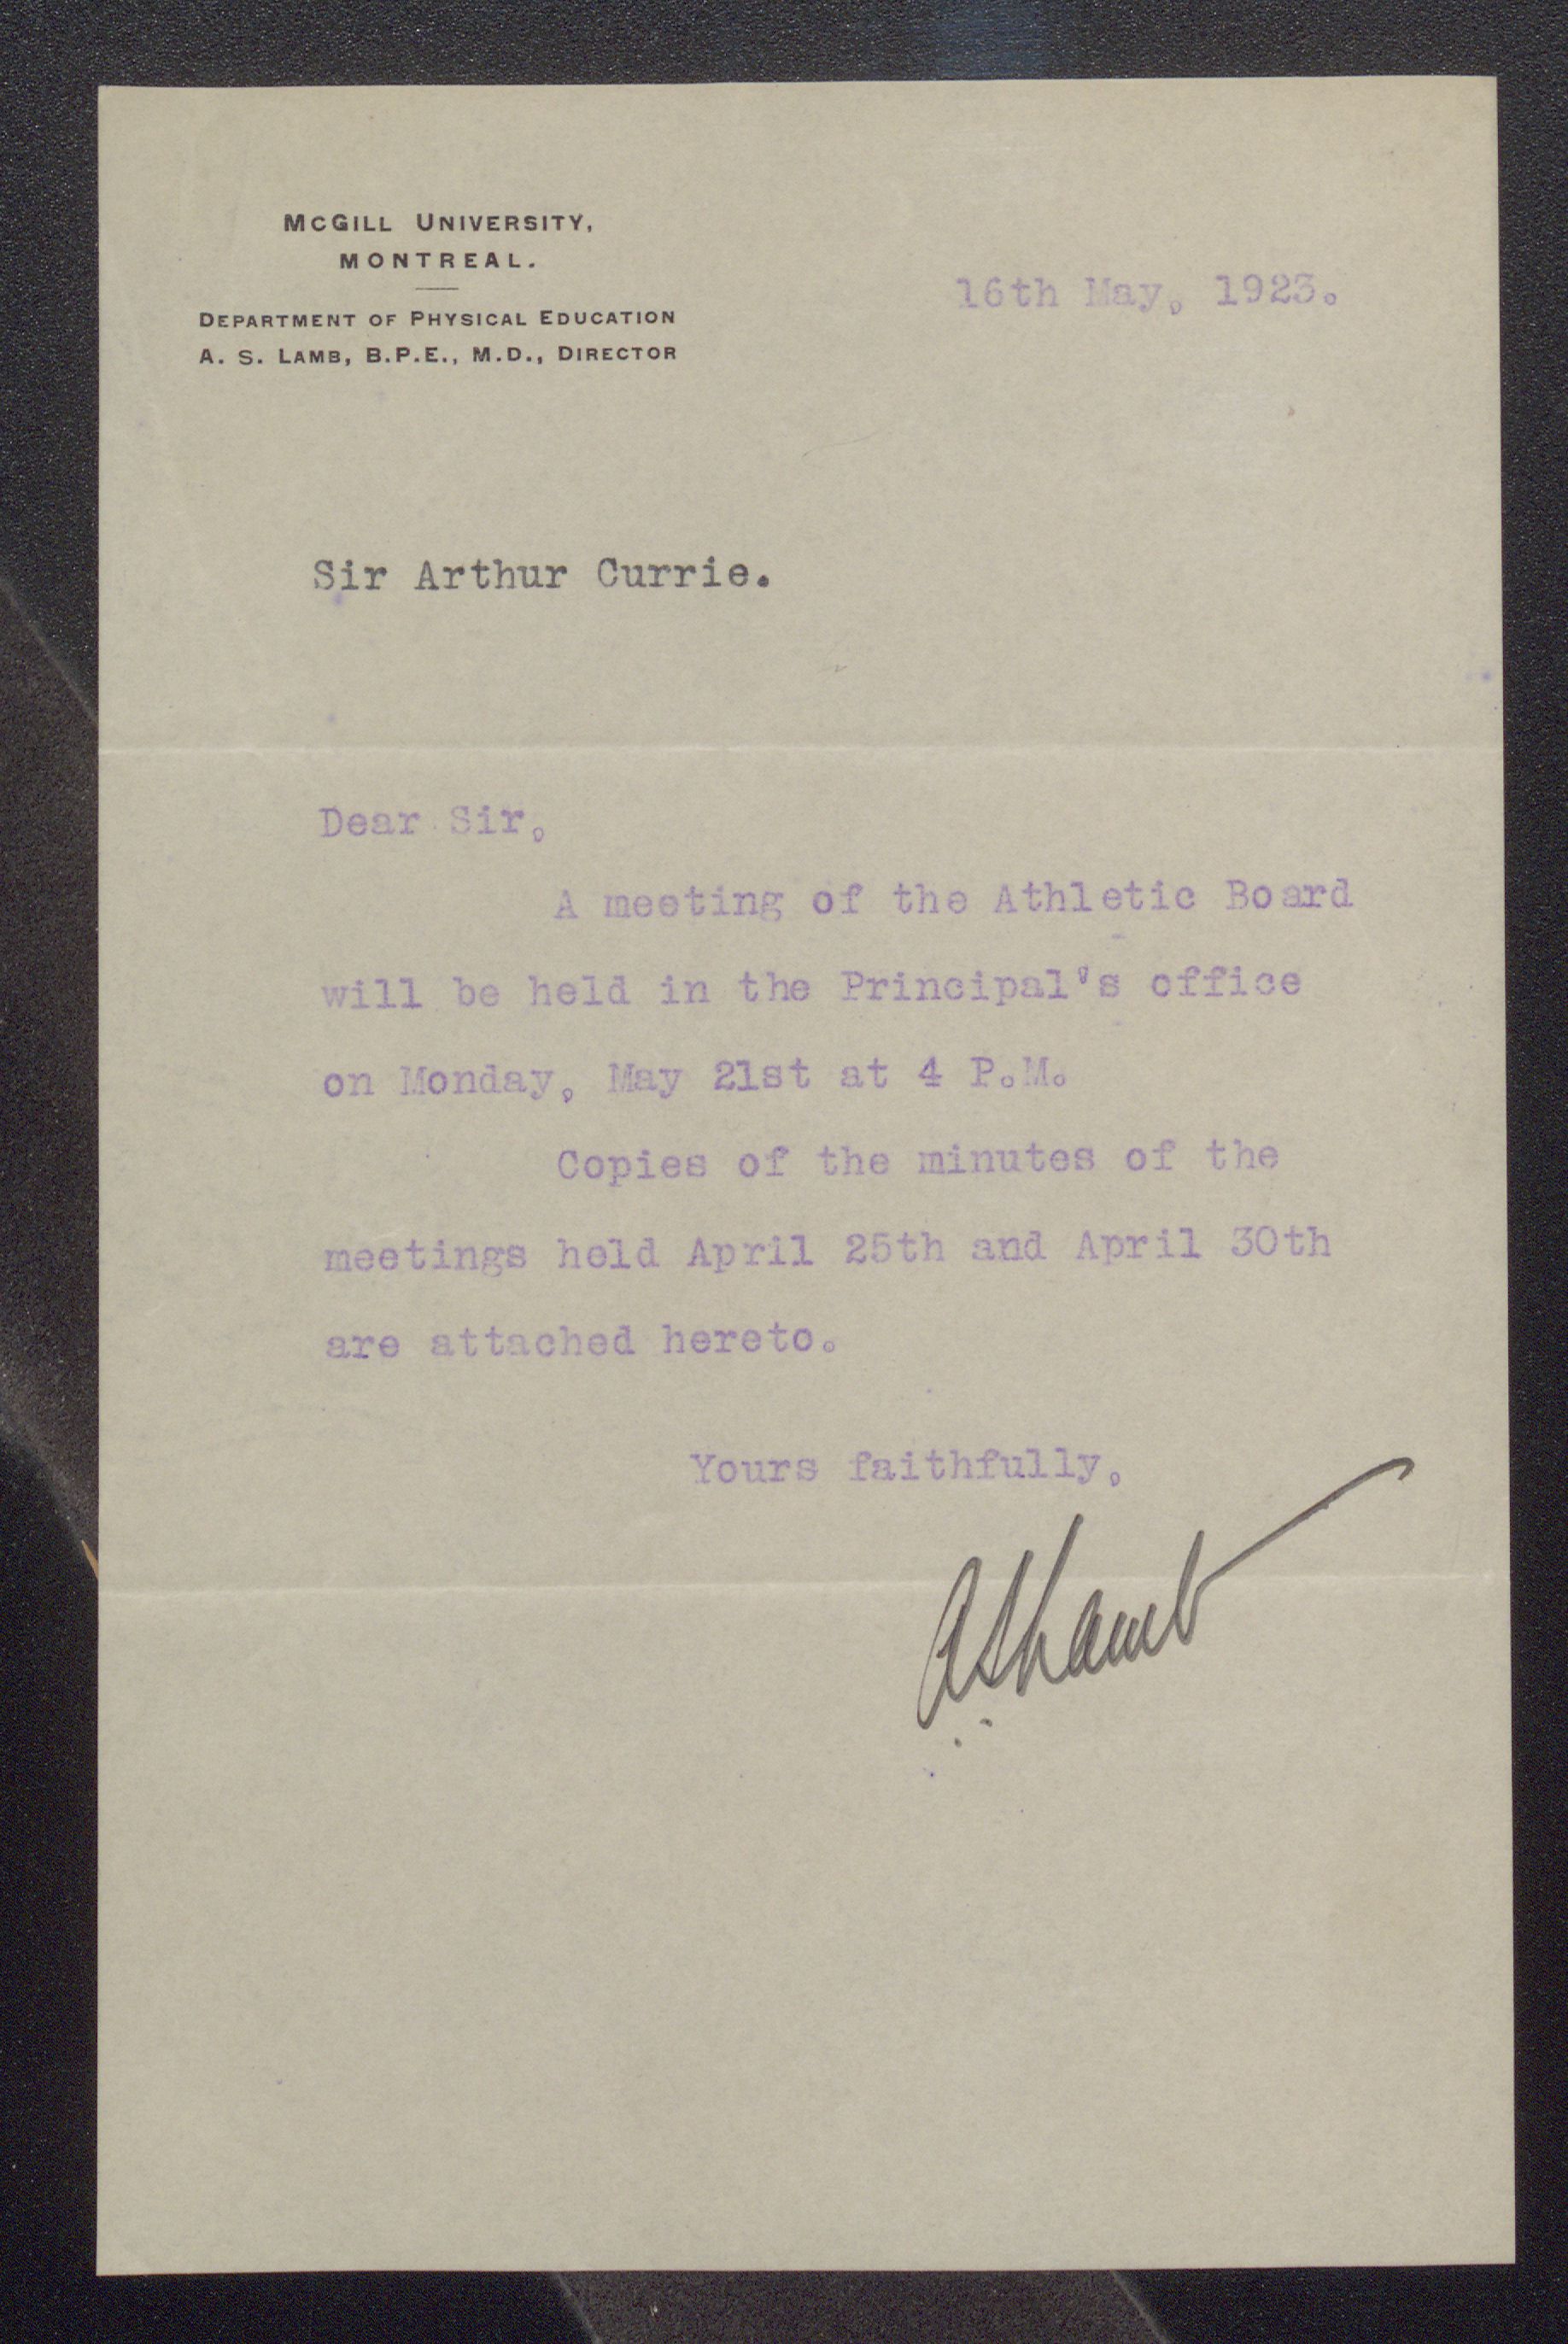 McGill University,
MONTREAL.
Department of Physical Education
A. S. Lamb, B.P.E., M.D., Director
16th May, 1923.
Sir Arthur Currie.
Dear Sir,
A meeting of the Athletic Board
will be held in the Principal's office
on Monday, May 21st at 4 P.M.
Copies of the minutes of the
meetings held April 25th and April 30th
are attached hereto.
Yours faithfully,
ASLamb